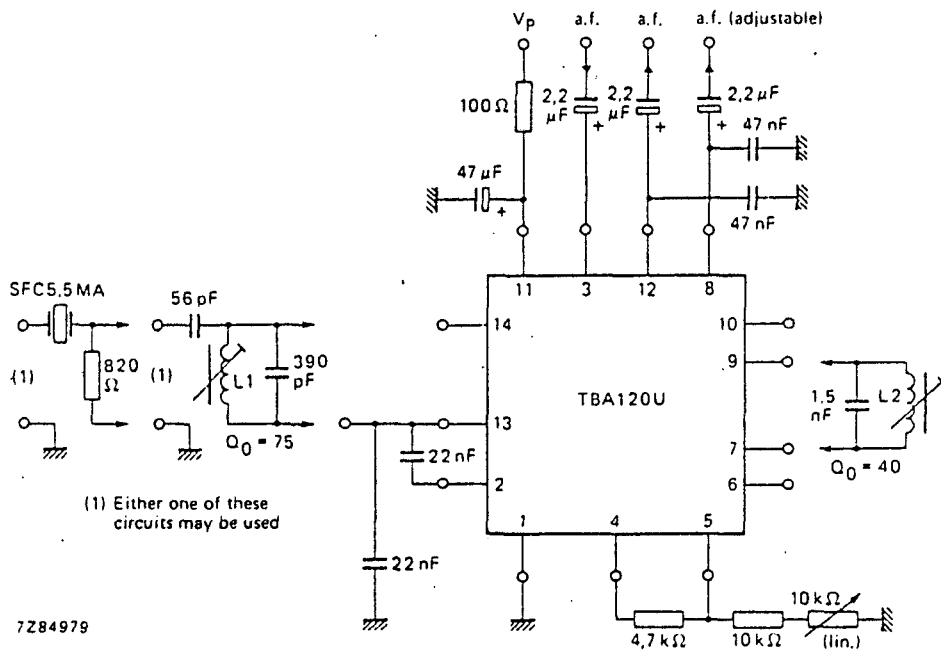 Vp
a.f.
a.f.
a.f. (adjustable)
100Ω
2,2 μF
2,2 μF
2,2 μF
+
+
+
47 nF
47 μF
+
47 nF
11
3
12
8
SFC5,5MA
56 pF
14
10
(1)
820 Ω
(1)
L1
390 pF
9
TBA120U
1,5 nF
L2
13
7
Q0 = 75
22 nF
Q0 = 40
2
6
(1) Either one of these
circuits may be used
1
4
5
22 nF
10 kΩ
7Z84979
4,7 kΩ
10kΩ
(lin.)